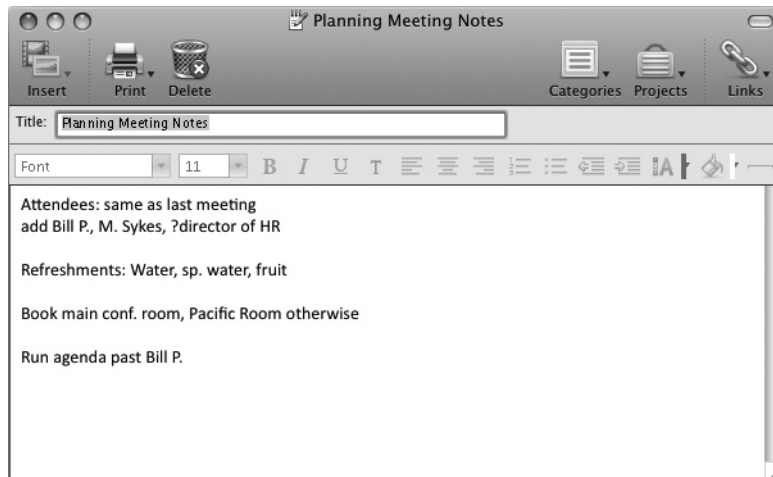 Planning Meeting Notes
Insert Print Delete Categories Projects Links
Title: Planning Meeting Notes
Font 11 B I U T A
Attendees: same as last meeting
add Bill P., M. Sykes, ?director of HR
Refreshments: Water, sp. water, fruit
Book main conf. room, Pacific Room otherwise
Run agenda past Bill P.